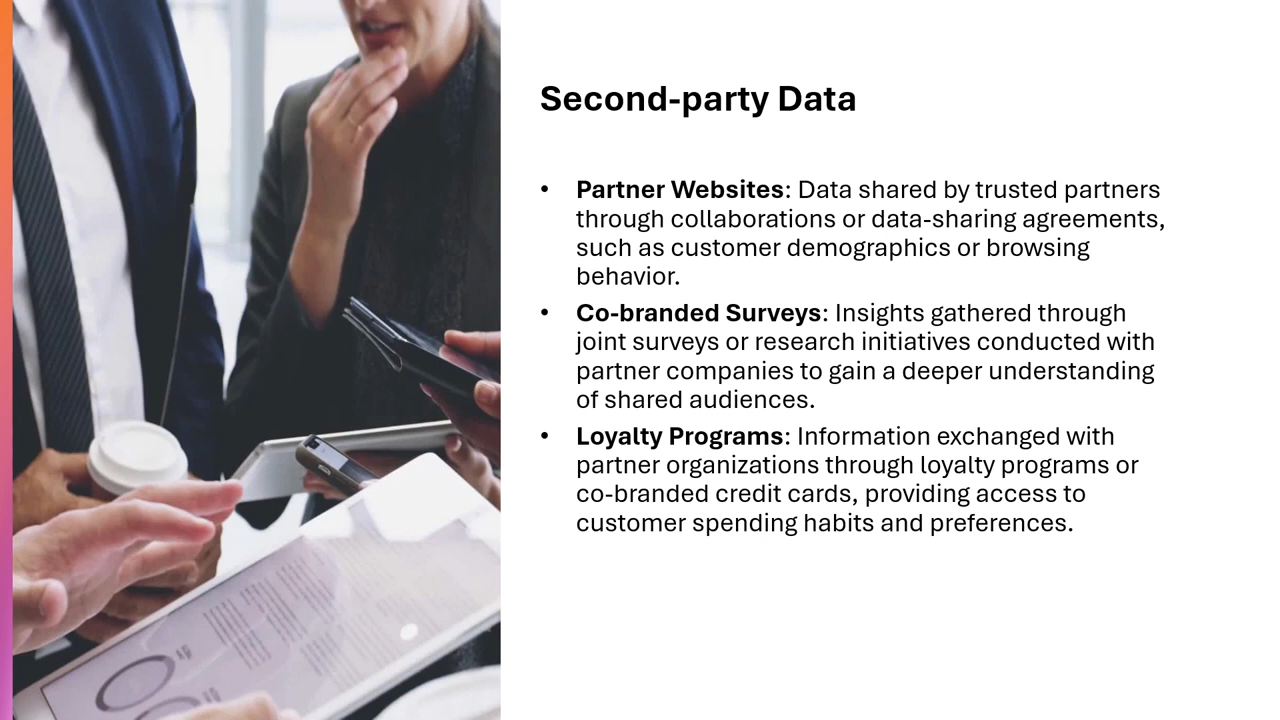 Second-party Data
• Partner Websites: Data shared by trusted partners
through collaborations or data-sharing agreements,
such as customer demographics or browsing
behavior.
• Co-branded Surveys: Insights gathered through
joint surveys or research initiatives conducted with
partner companies to gain a deeper understanding
of shared audiences.
• Loyalty Programs: Information exchanged with
partner organizations through loyalty programs or
co-branded credit cards, providing access to
customer spending habits and preferences.